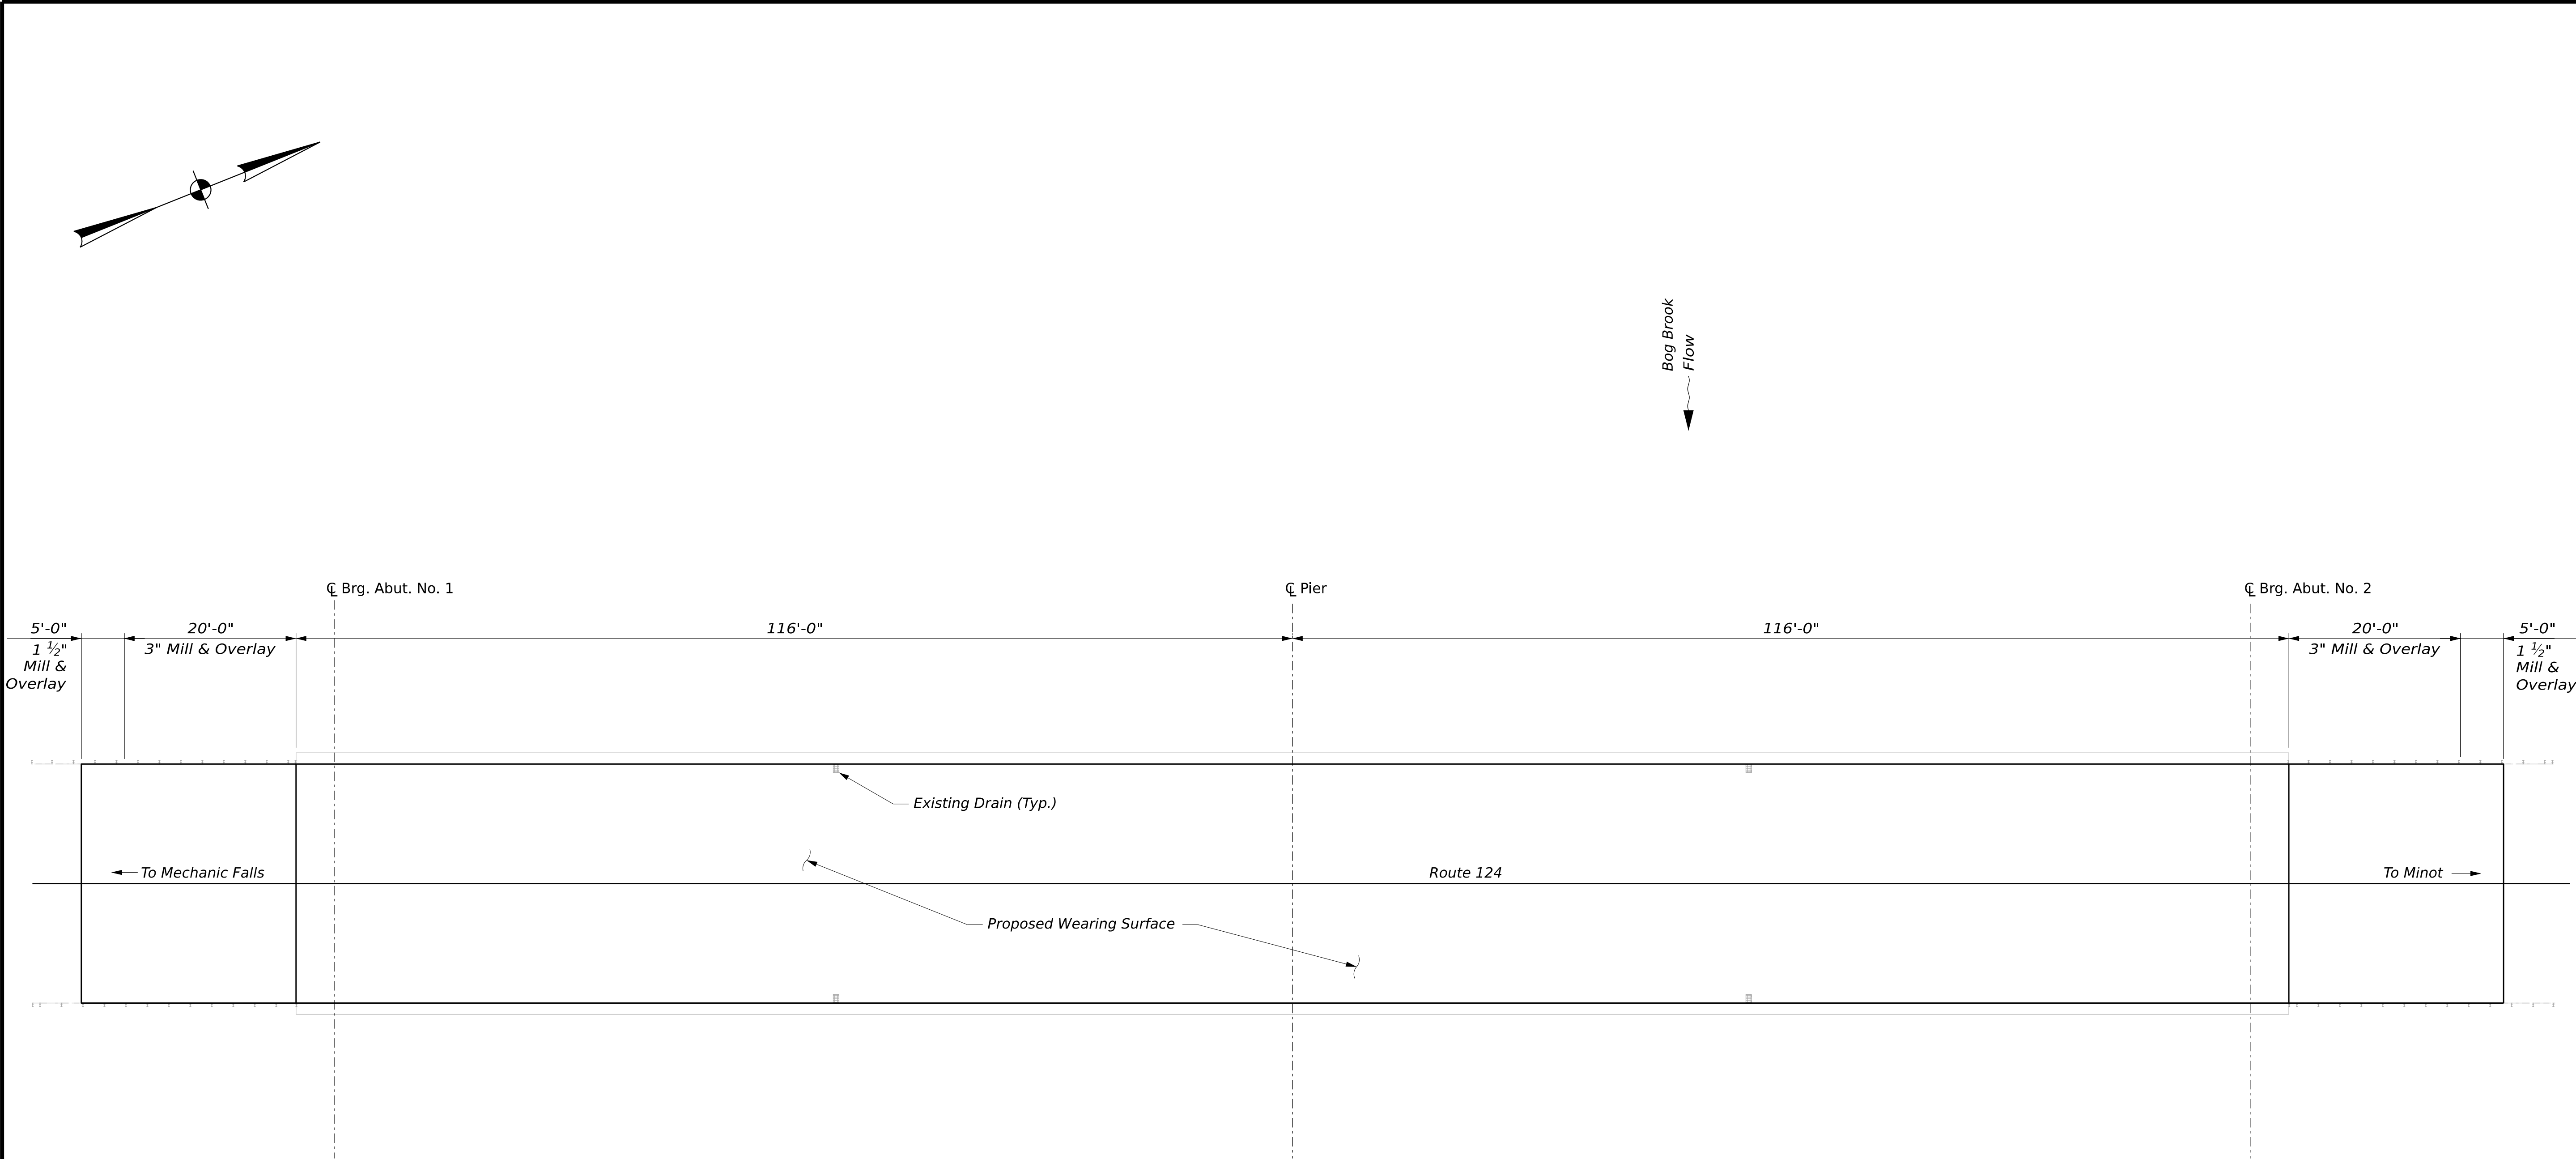 Bog Brook
Flow
℄ Brg. Abut. No. 1
℄ Pier
℄ Brg. Abut. No. 2
5'-0"
20'-0"
116'-0"
116'-0"
20'-0"
5'-0"
1 ½"
Mill &
Overlay
3" Mill & Overlay
3" Mill & Overlay
1 ½"
Mill &
Overlay
Existing Drain (Typ.)
To Mechanic Falls
Route 124
To Minot
Proposed Wearing Surface